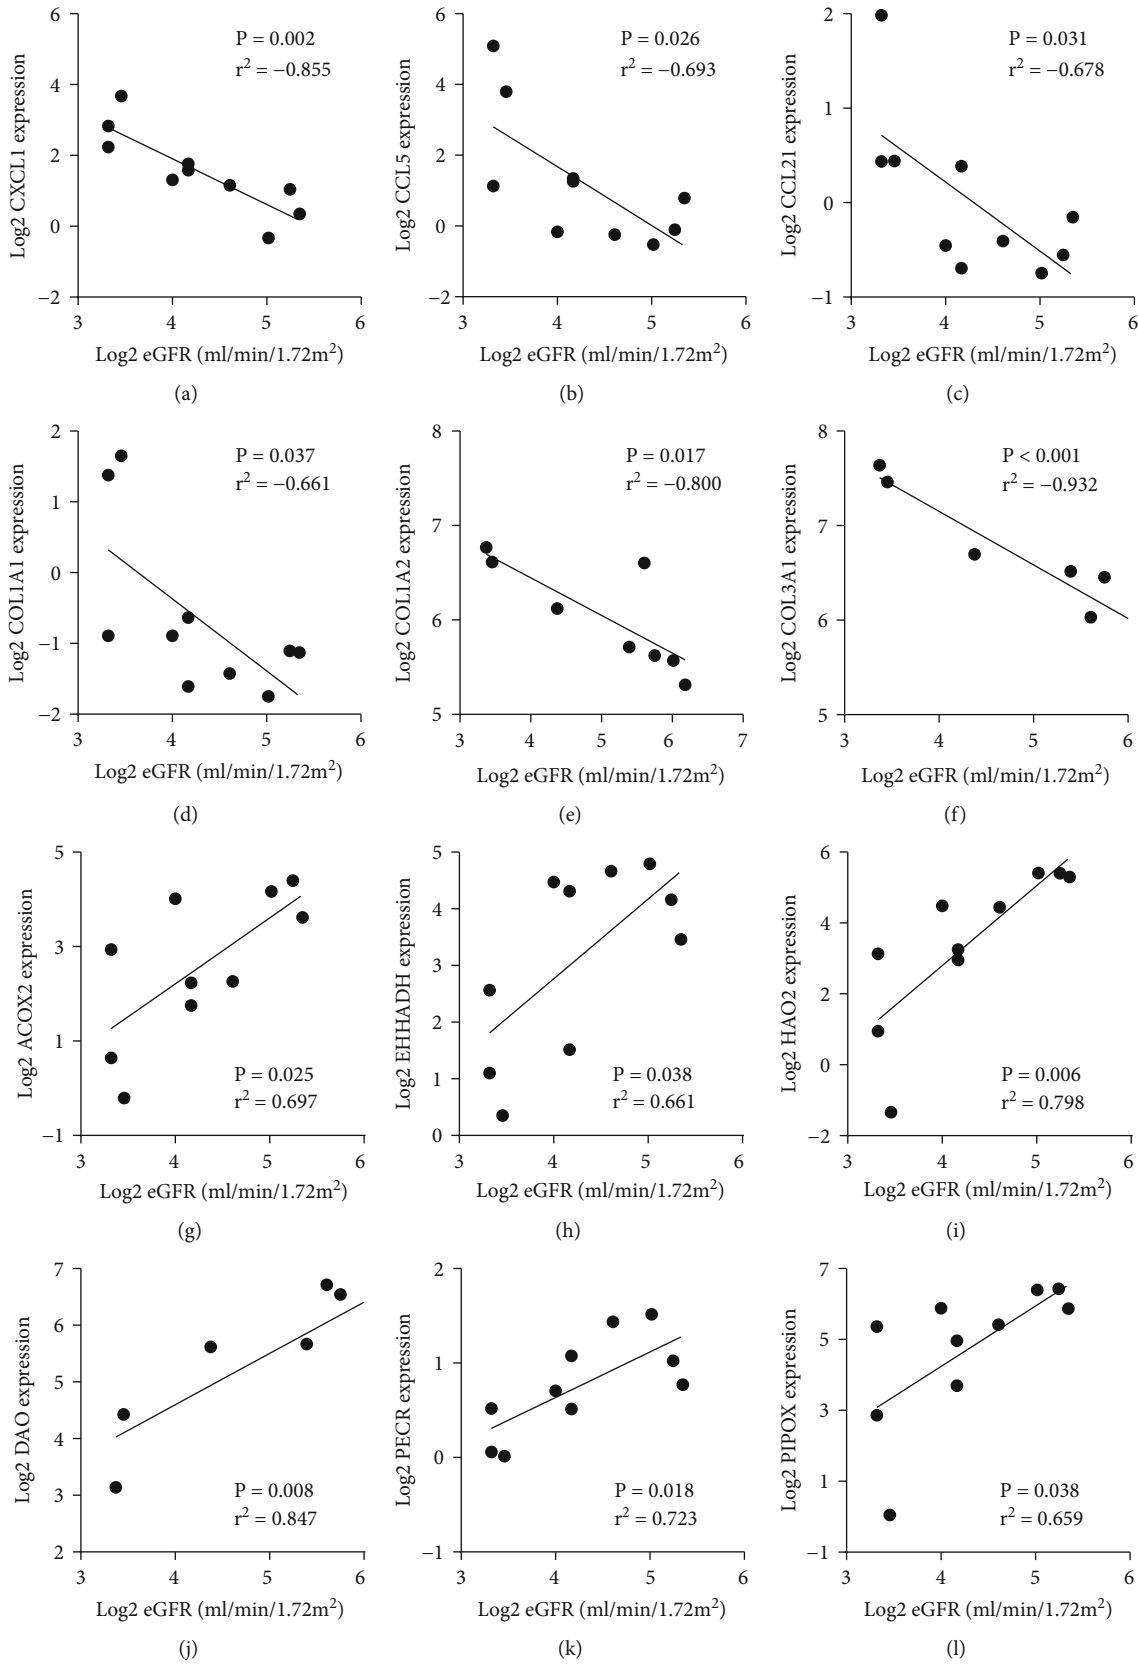 6
4
2
0
−2
Log2 CXCL1 expression
P = 0.002
r² = −0.855
3 4 5 6
Log2 eGFR (ml/min/1.72m²)
(a)
6
4
2
0
−2
Log2 CCL5 expression
P = 0.026
r² = −0.693
3 4 5 6
Log2 eGFR (ml/min/1.72m²)
(b)
2
1
0
−1
Log2 CCL21 expression
P = 0.031
r² = −0.678
3 4 5 6
Log2 eGFR (ml/min/1.72m²)
(c)
2
1
0
−1
−2
Log2 COL1A1 expression
P = 0.037
r² = −0.661
3 4 5 6
Log2 eGFR (ml/min/1.72m²)
(d)
8
7
6
5
Log2 COL1A2 expression
P = 0.017
r² = −0.800
3 4 5 6 7
Log2 eGFR (ml/min/1.72m²)
(e)
8
7
6
5
Log2 COL3A1 expression
P < 0.001
r² = −0.932
3 4 5 6
Log2 eGFR (ml/min/1.72m²)
(f)
5
3
1
−1
Log2 ACOX2 expression
P = 0.025
r² = 0.697
3 4 5 6
Log2 eGFR (ml/min/1.72m²)
(g)
5
4
3
2
1
0
Log2 EHHADH expression
P = 0.038
r² = 0.661
3 4 5 6
Log2 eGFR (ml/min/1.72m²)
(h)
6
4
2
0
−2
Log2 HAO2 expression
P = 0.006
r² = 0.798
3 4 5 6
Log2 eGFR (ml/min/1.72m²)
(i)
7
6
5
4
3
2
Log2 DAO expression
P = 0.008
r² = 0.847
3 4 5 6
Log2 eGFR (ml/min/1.72m²)
(j)
2
1
0
−1
Log2 PECR expression
P = 0.018
r² = 0.723
3 4 5 6
Log2 eGFR (ml/min/1.72m²)
(k)
7
5
3
1
−1
Log2 PIPOX expression
P = 0.038
r² = 0.659
3 4 5 6
Log2 eGFR (ml/min/1.72m²)
(l)